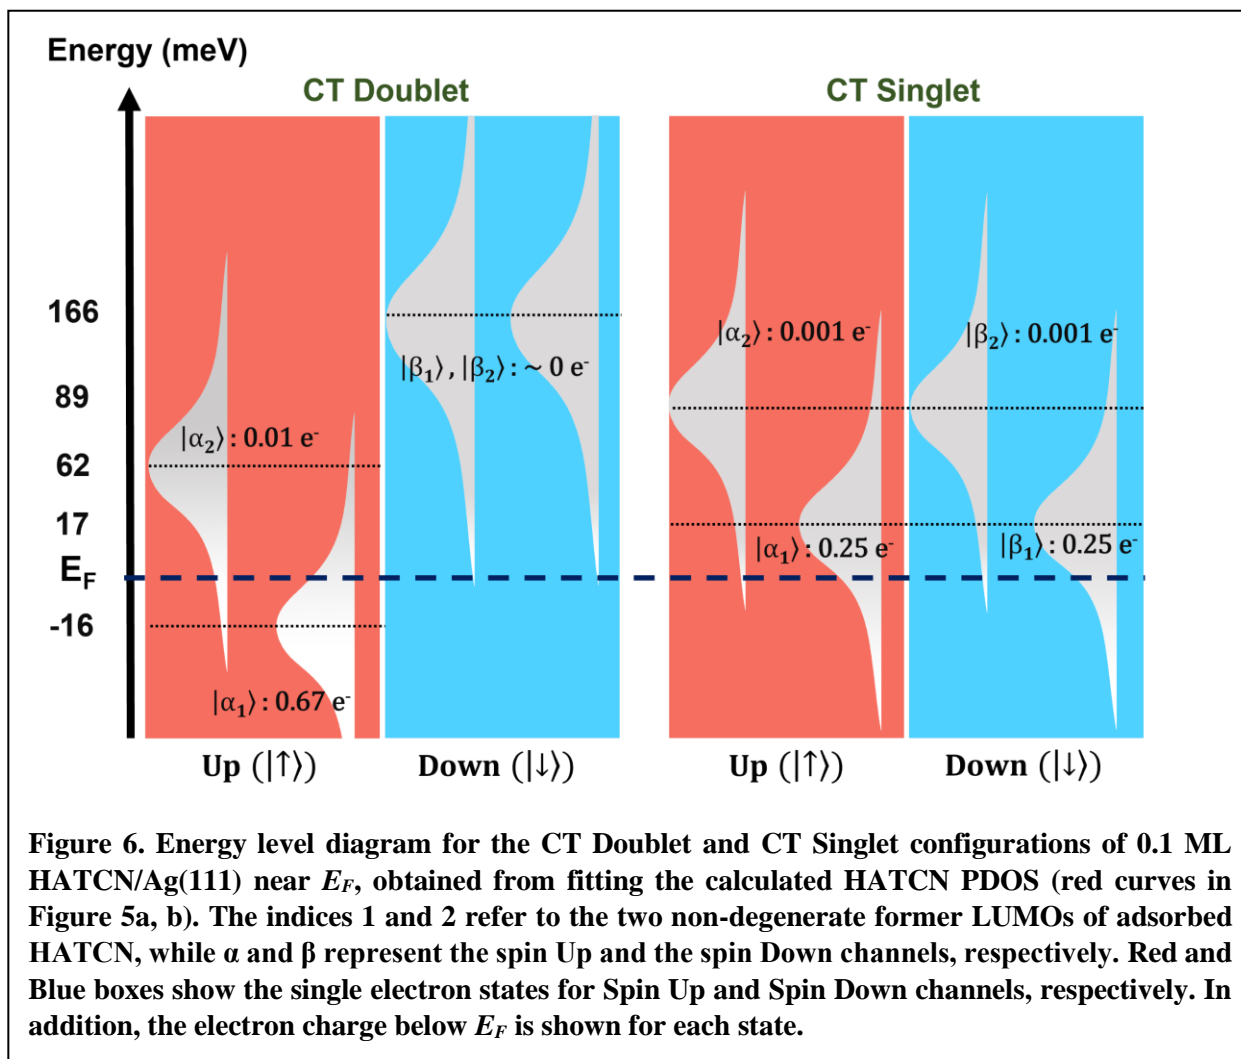 Energy (meV)
CT Doublet
CT Singlet
166
89
62
17
E_F
-16
|α₂⟩ : 0.01 e⁻
|α₁⟩ : 0.67 e⁻
|β₁⟩ , |β₂⟩ : ~ 0 e⁻
|α₂⟩ : 0.001 e⁻
|α₁⟩ : 0.25 e⁻
|β₂⟩ : 0.001 e⁻
|β₁⟩ : 0.25 e⁻
Up (|↑⟩)
Down (|↓⟩)
Up (|↑⟩)
Down (|↓⟩)
Figure 6. Energy level diagram for the CT Doublet and CT Singlet configurations of 0.1 ML
HATCN/Ag(111) near E_F, obtained from fitting the calculated HATCN PDOS (red curves in
Figure 5a, b). The indices 1 and 2 refer to the two non-degenerate former LUMOs of adsorbed
HATCN, while α and β represent the spin Up and the spin Down channels, respectively. Red and
Blue boxes show the single electron states for Spin Up and Spin Down channels, respectively. In
addition, the electron charge below E_F is shown for each state.